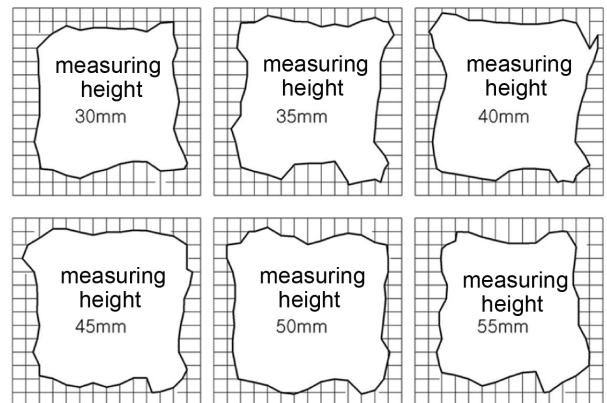 measuring
height
30mm
measuring
height
35mm
measuring
height
40mm
measuring
height
45mm
measuring
height
50mm
measuring
height
55mm